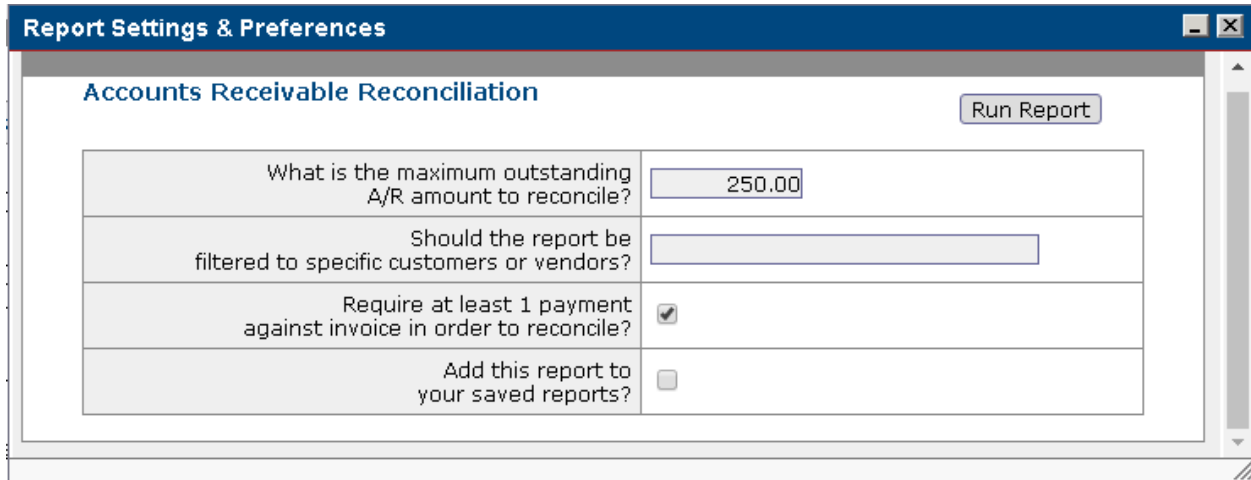 Report Settings & Preferences
Accounts Receivable Reconciliation
Run Report
What is the maximum outstanding
A/R amount to reconcile?
250.00
Should the report be
filtered to specific customers or vendors?
Require at least 1 payment
against invoice in order to reconcile?
Add this report to
your saved reports?